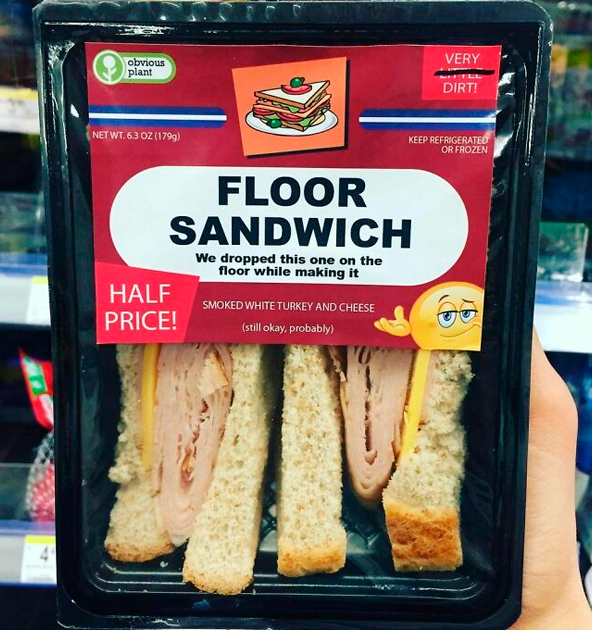 obvious
plant
VERY
LITTLE
DIRT!
NET WT. 6.3 OZ (179g)
KEEP REFRIGERATED
OR FROZEN
FLOOR
SANDWICH
We dropped this one on the
floor while making it
HALF
PRICE!
SMOKED WHITE TURKEY AND CHEESE
(still okay, probably)
4